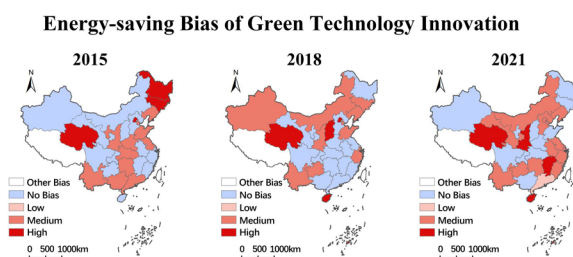 Energy-saving Bias of Green Technology Innovation
2015
N
Other Bias
No Bias
Low
Medium
High
0 500 1000km
2018
N
Other Bias
No Bias
Low
Medium
High
0 500 1000km
2021
N
Other Bias
No Bias
Low
Medium
High
0 500 1000km